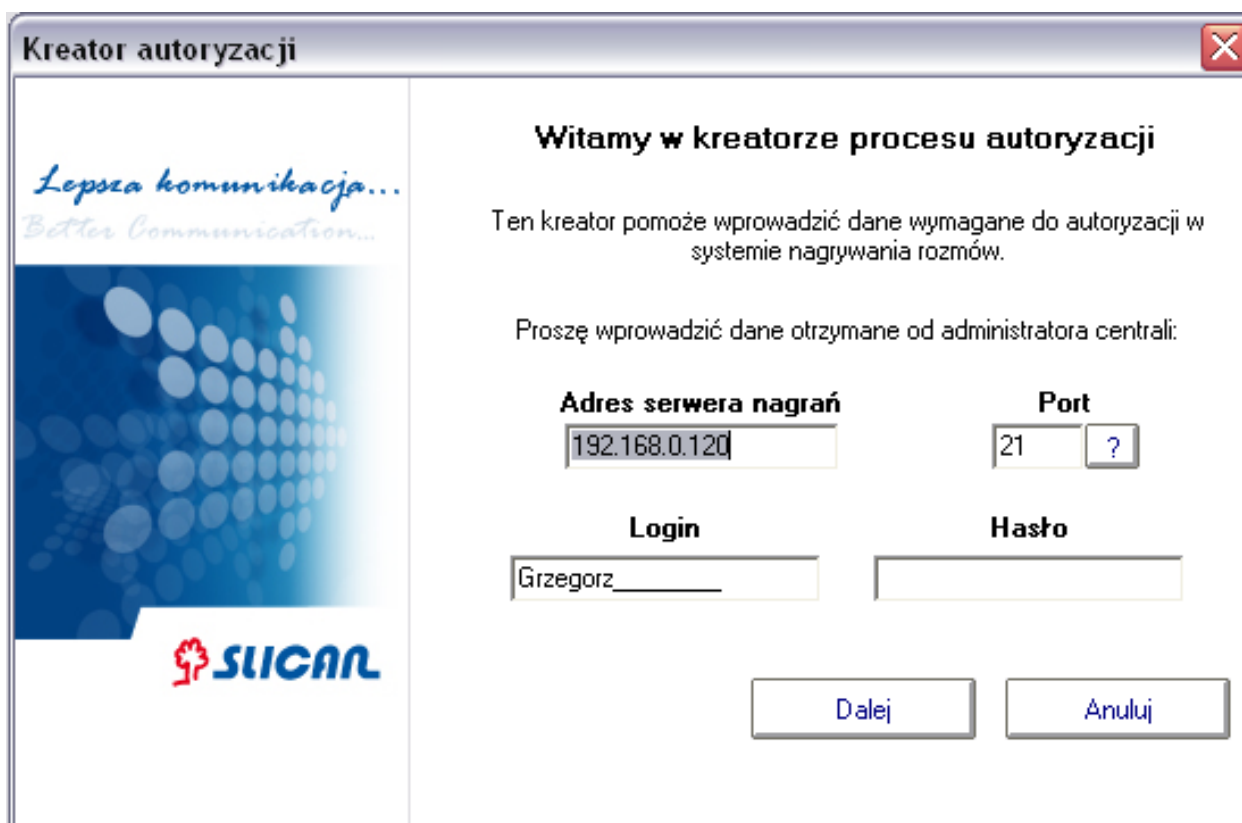 Kreator autoryzacji
Lepsza komunikacja...
Better Communication...
SLICAN
Witamy w kreatorze procesu autoryzacji
Ten kreator pomoże wprowadzić dane wymagane do autoryzacji w
systemie nagrywania rozmów.
Proszę wprowadzić dane otrzymane od administratora centrali:
Adres serwera nagrań Port
192.168.0.120 21 ?
Login Hasło
Grzegorz________
Dalej Anuluj